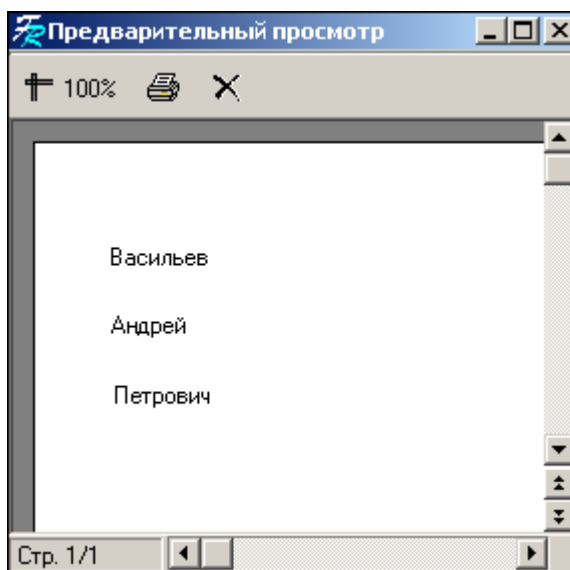 Предварительный просмотр
100%
Васильев
Андрей
Петрович
Стр. 1/1